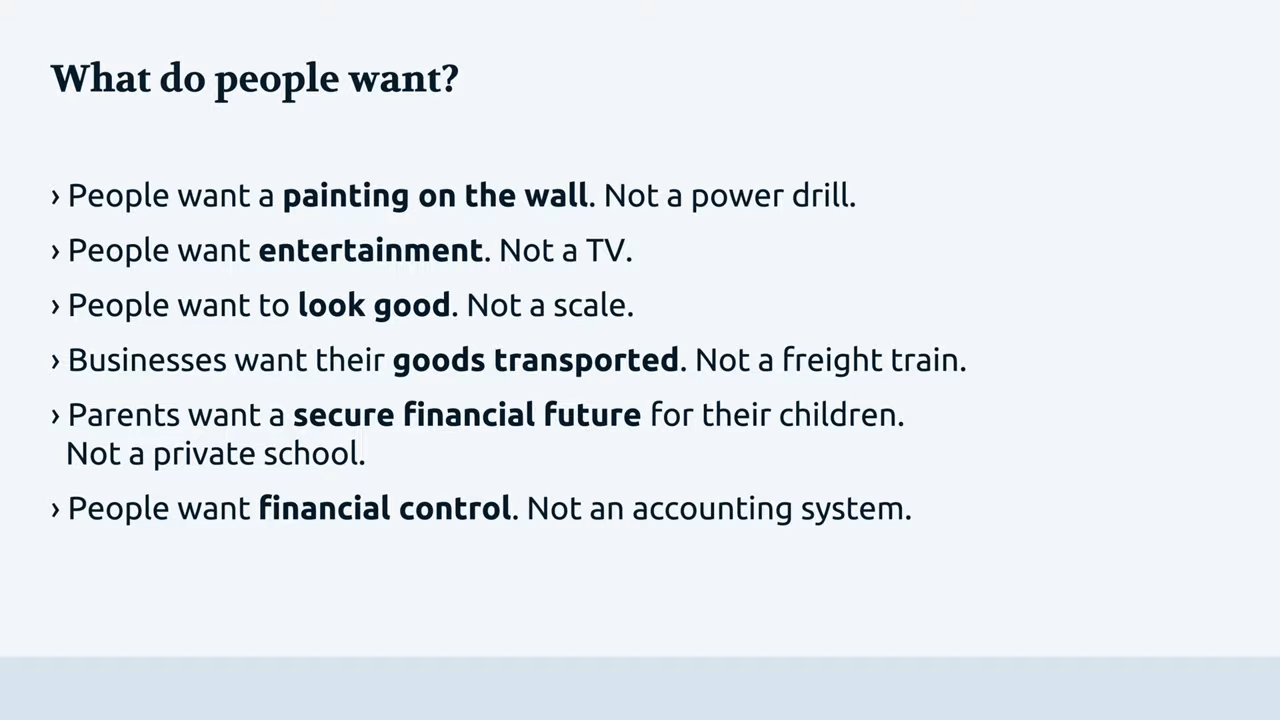 What do people want?
› People want a painting on the wall. Not a power drill.
› People want entertainment. Not a TV.
› People want to look good. Not a scale.
› Businesses want their goods transported. Not a freight train.
› Parents want a secure financial future for their children.
Not a private school.
› People want financial control. Not an accounting system.